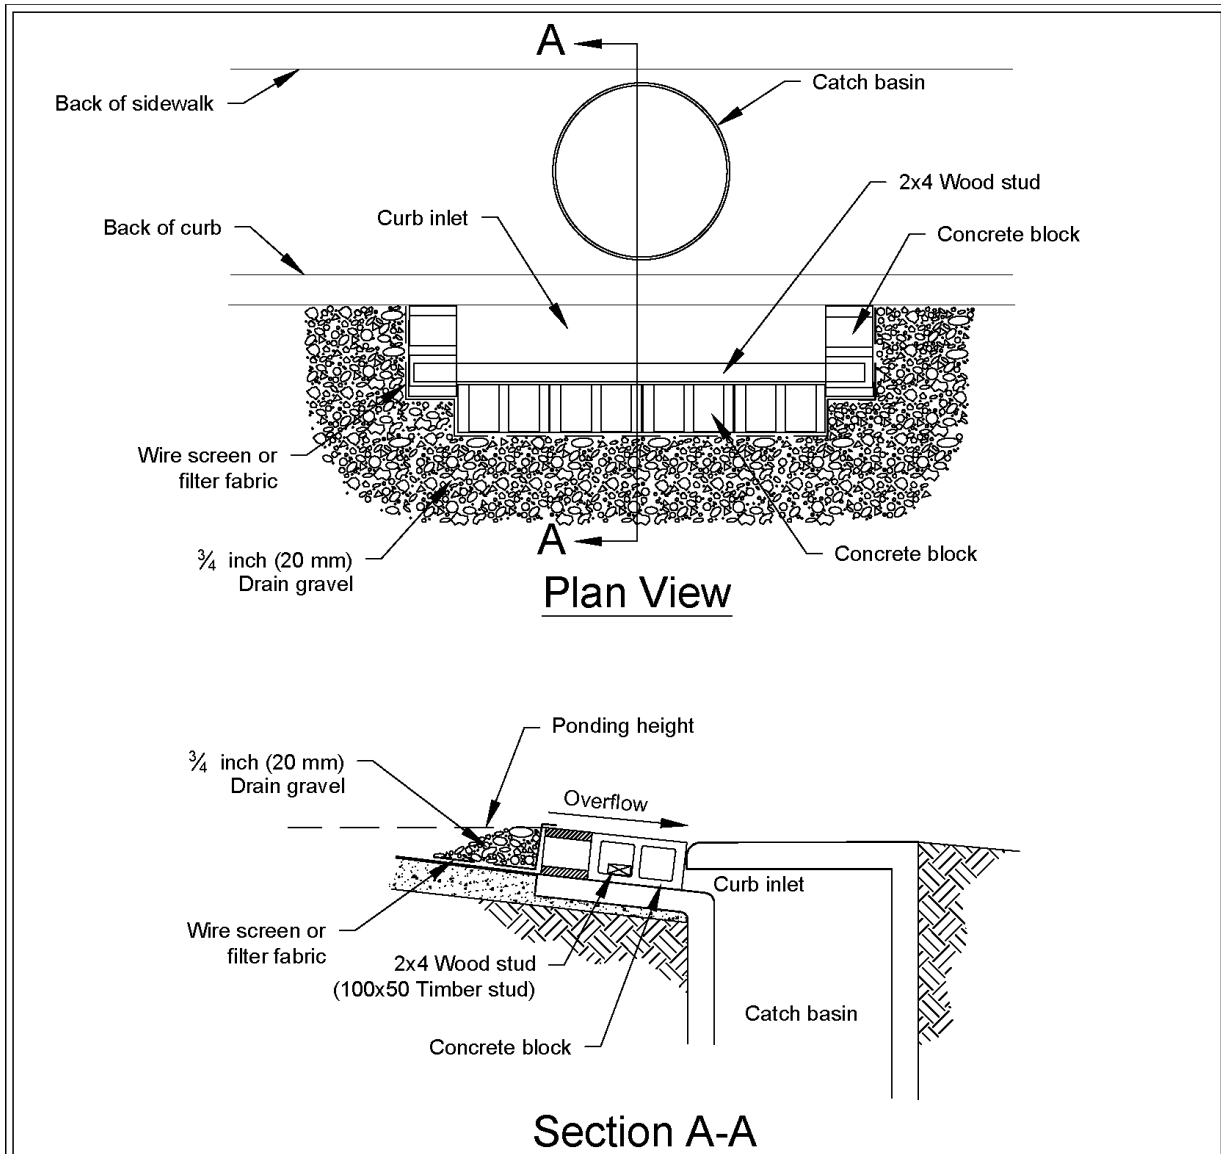 A
Back of sidewalk
Catch basin
2x4 Wood stud
Back of curb
Curb inlet
Concrete block
Wire screen or
filter fabric
¾ inch (20 mm)
Drain gravel
A
Concrete block
Plan View
Ponding height
¾ inch (20 mm)
Drain gravel
Overflow
Curb inlet
Wire screen or
filter fabric
2x4 Wood stud
(100x50 Timber stud)
Catch basin
Concrete block
Section A-A